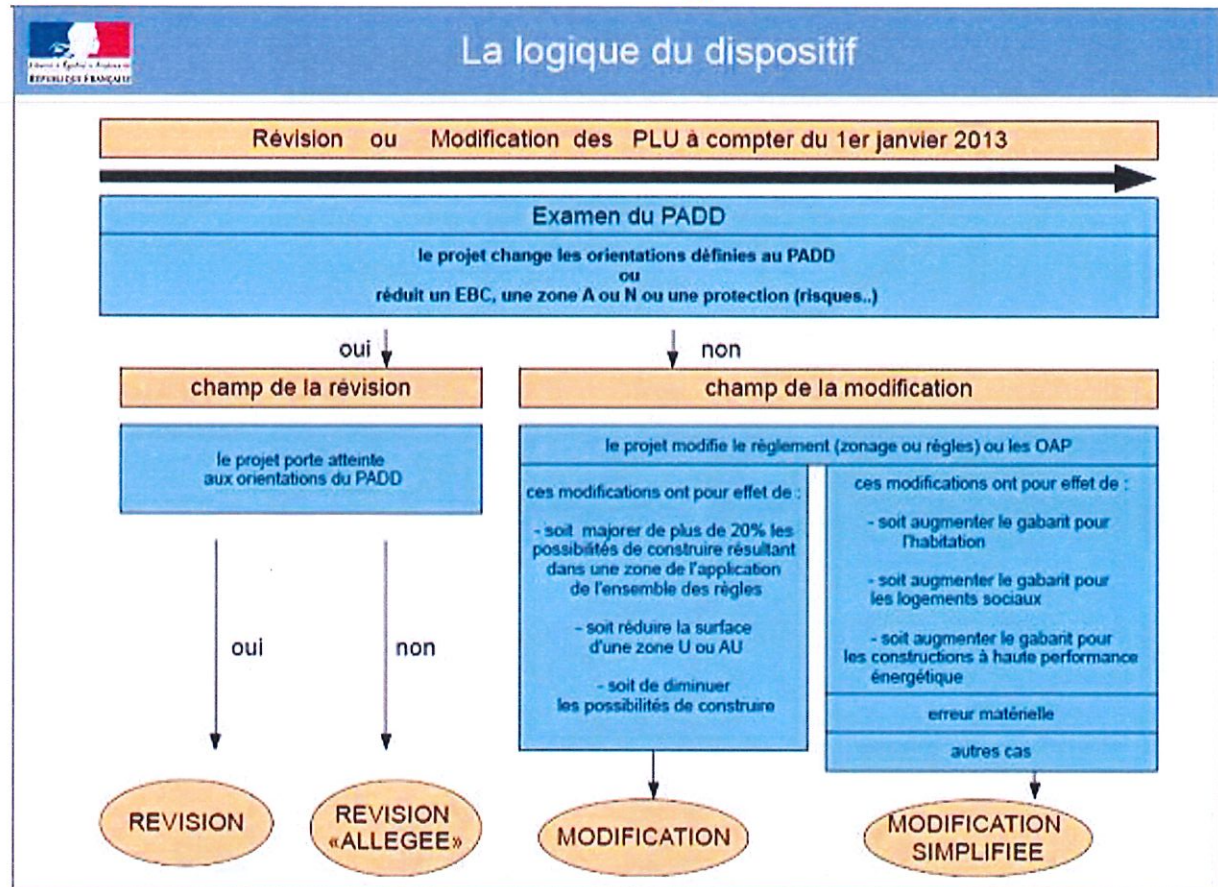 Liberté • Égalité • Fraternité
RÉPUBLIQUE FRANÇAISE
La logique du dispositif
Révision ou Modification des PLU à compter du 1er janvier 2013
Examen du PADD
le projet change les orientations définies au PADD
ou
réduit un EBC, une zone A ou N ou une protection (risques..)
oui
non
champ de la révision
le projet porte atteinte
aux orientations du PADD
oui
non
REVISION
REVISION
«ALLEGEE»
champ de la modification
le projet modifie le règlement (zonage ou règles) ou les OAP
ces modifications ont pour effet de :
- soit majorer de plus de 20% les
possibilités de construire résultant
dans une zone de l'application
de l'ensemble des règles
- soit réduire la surface
d'une zone U ou AU
- soit de diminuer
les possibilités de construire
MODIFICATION
ces modifications ont pour effet de :
- soit augmenter le gabarit pour
l'habitation
- soit augmenter le gabarit pour
les logements sociaux
- soit augmenter le gabarit pour
les constructions à haute performance
énergétique
erreur matérielle
autres cas
MODIFICATION
SIMPLIFIEE